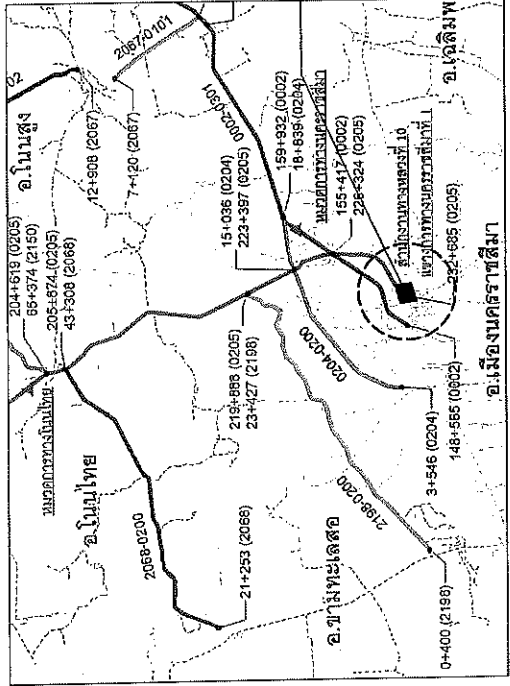 02
2067-0101
อ.โนนสูง
12+908 (2067)
7+120 (2067)
0002-0301
อ.เฉลิมพ
204+619 (0205)
65+374 (2150)
205+674 (0205)
43+308 (2068)
หมวดการทางโนนไทย
อ.โนนไทย
2068-0200
21+253 (2068)
15+036 (0204)
223+397 (0205)
159+932 (0002)
18+839 (0204)
หมวดการทางนครราชสีมา
155+417 (0002)
226+324 (0205)
สำนักงานทางหลวงที่ 10
แขวงการทางนครราชสีมาที่ 1
232+685 (0205)
219+886 (0205)
23+427 (2198)
0204-0200
2198-0200
3+546 (0204)
148+565 (0002)
อ.เมืองนครราชสีมา
อ.ขามทะเลสอ
0+400 (2198)